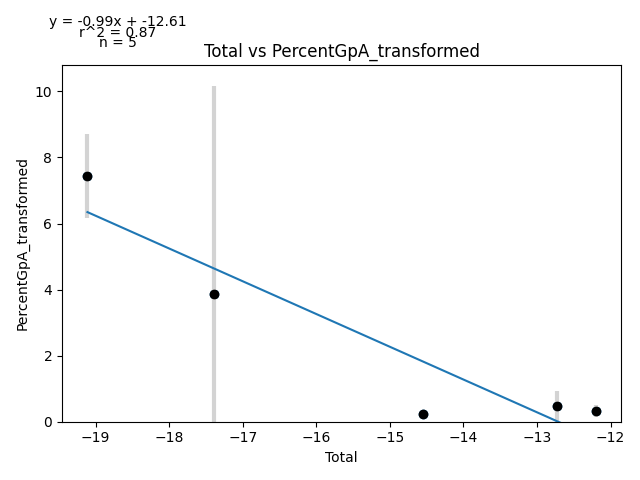 y = -0.99x + -12.61
r^2 = 0.87
n = 5
Total vs PercentGpA_transformed
PercentGpA_transformed
10
8
6
4
2
0
−19 −18 −17 −16 −15 −14 −13 −12
Total